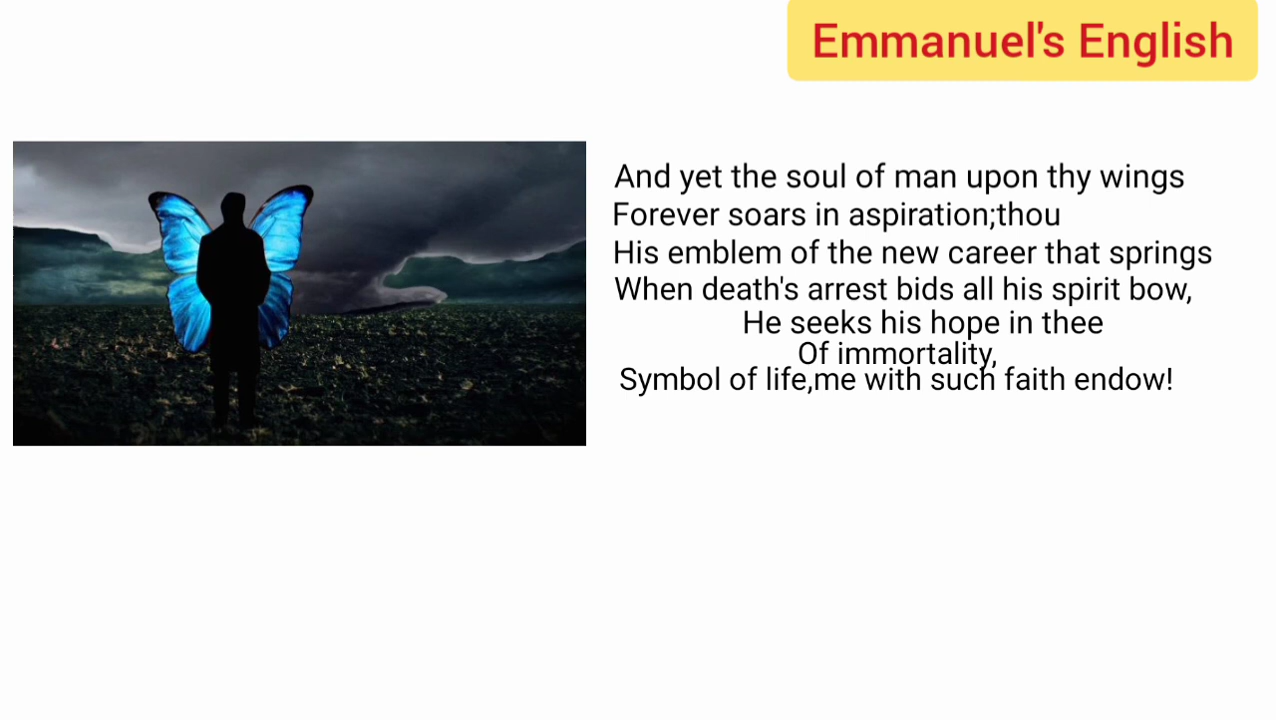 Emmanuel's English
And yet the soul of man upon thy wings
Forever soars in aspiration;thou
His emblem of the new career that springs
When death's arrest bids all his spirit bow,
He seeks his hope in thee
Of immortality,
Symbol of life,me with such faith endow!